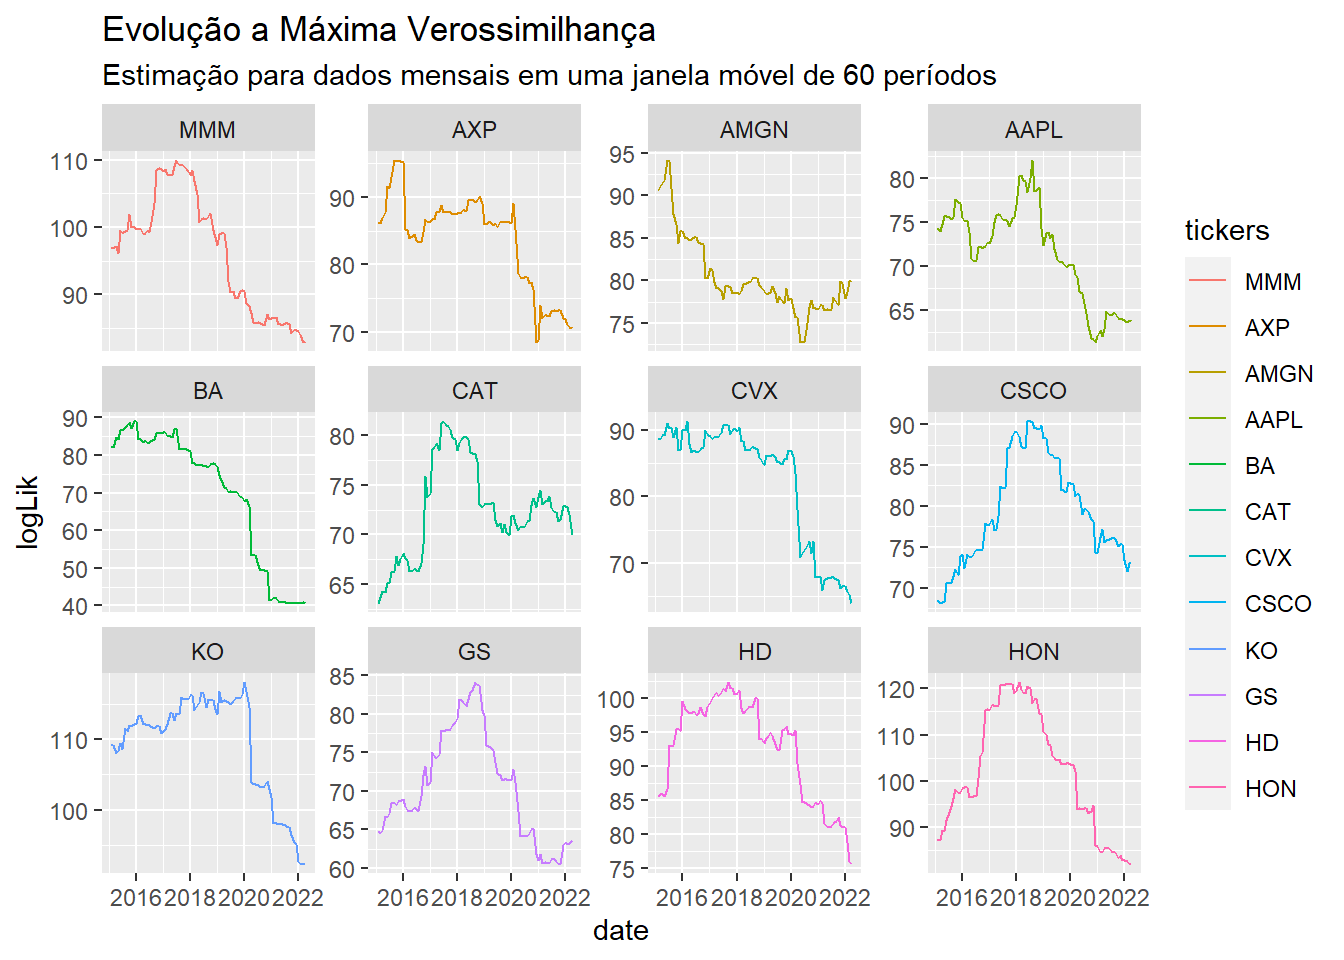 Evolução a Máxima Verossimilhança
Estimação para dados mensais em uma janela móvel de 60 períodos
MMM
AXP
AMGN
AAPL
110
100
90
90
80
70
95
90
85
80
75
80
75
70
65
BA
CAT
CVX
CSCO
90
80
70
60
50
40
80
75
70
65
90
80
70
90
85
80
75
70
KO
GS
HD
HON
110
100
85
80
75
70
65
60
100
95
90
85
80
75
120
110
100
90
2016 2018 2020 2022
2016 2018 2020 2022
2016 2018 2020 2022
2016 2018 2020 2022
date
logLik
tickers
MMM
AXP
AMGN
AAPL
BA
CAT
CVX
CSCO
KO
GS
HD
HON